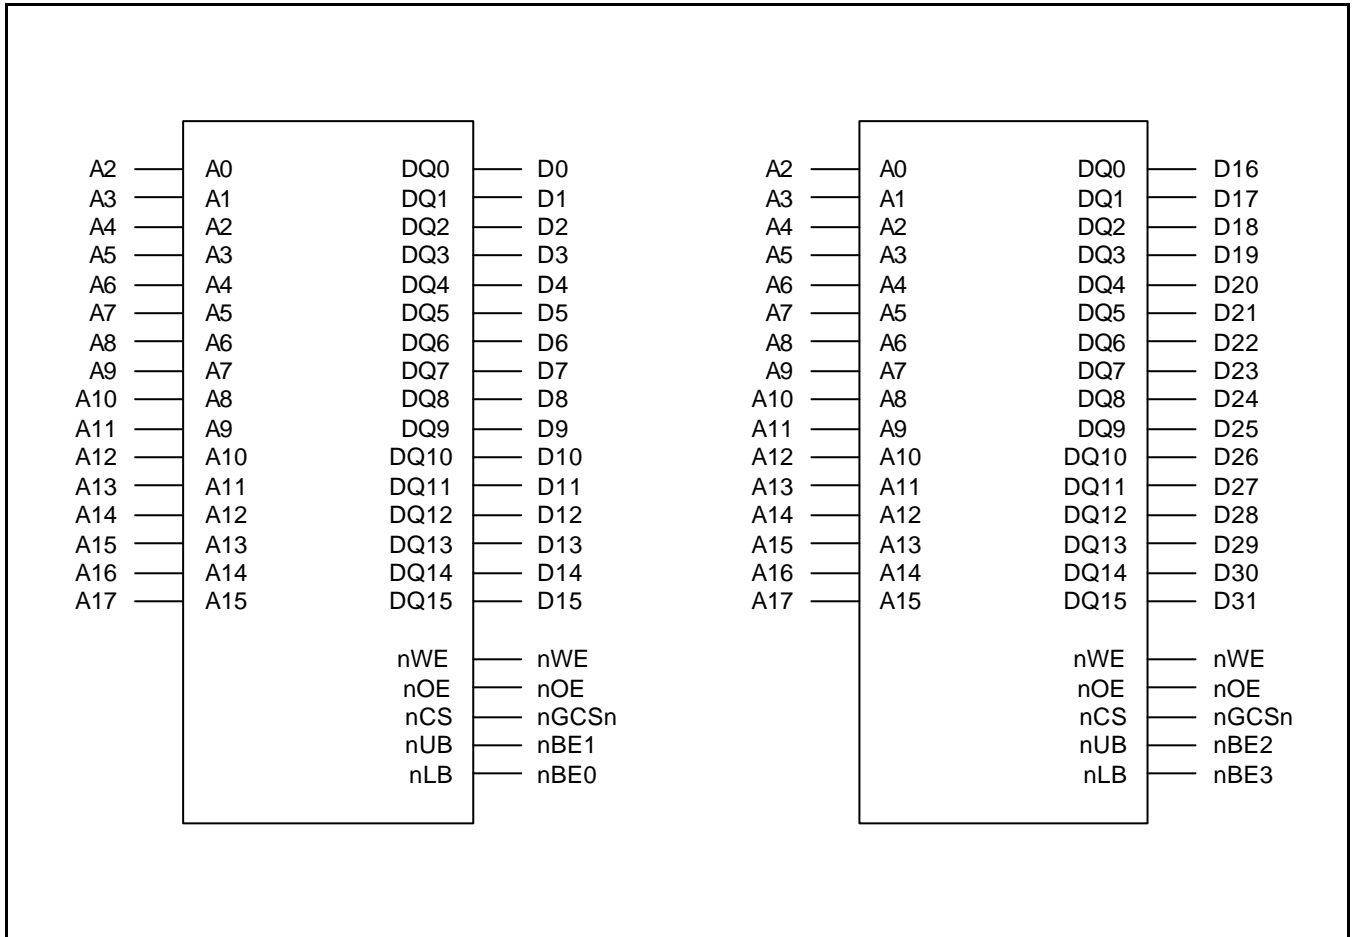 A2 A0 DQ0 D0 A2 A0 DQ0 D16
A3 A1 DQ1 D1 A3 A1 DQ1 D17
A4 A2 DQ2 D2 A4 A2 DQ2 D18
A5 A3 DQ3 D3 A5 A3 DQ3 D19
A6 A4 DQ4 D4 A6 A4 DQ4 D20
A7 A5 DQ5 D5 A7 A5 DQ5 D21
A8 A6 DQ6 D6 A8 A6 DQ6 D22
A9 A7 DQ7 D7 A9 A7 DQ7 D23
A10 A8 DQ8 D8 A10 A8 DQ8 D24
A11 A9 DQ9 D9 A11 A9 DQ9 D25
A12 A10 DQ10 D10 A12 A10 DQ10 D26
A13 A11 DQ11 D11 A13 A11 DQ11 D27
A14 A12 DQ12 D12 A14 A12 DQ12 D28
A15 A13 DQ13 D13 A15 A13 DQ13 D29
A16 A14 DQ14 D14 A16 A14 DQ14 D30
A17 A15 DQ15 D15 A17 A15 DQ15 D31
nWE nWE nWE nWE
nOE nOE nOE nOE
nCS nGCSn nCS nGCSn
nUB nBE1 nUB nBE2
nLB nBE0 nLB nBE3